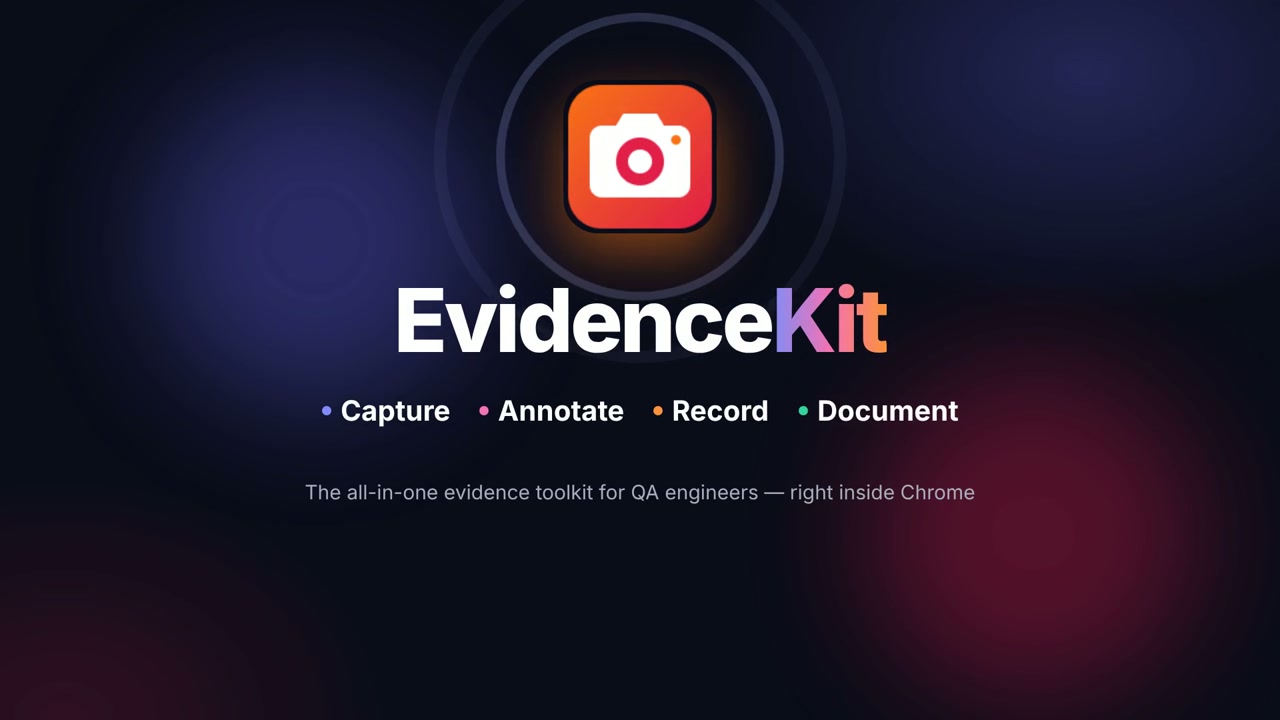 EvidenceKit
• Capture • Annotate • Record • Document
The all-in-one evidence toolkit for QA engineers — right inside Chrome